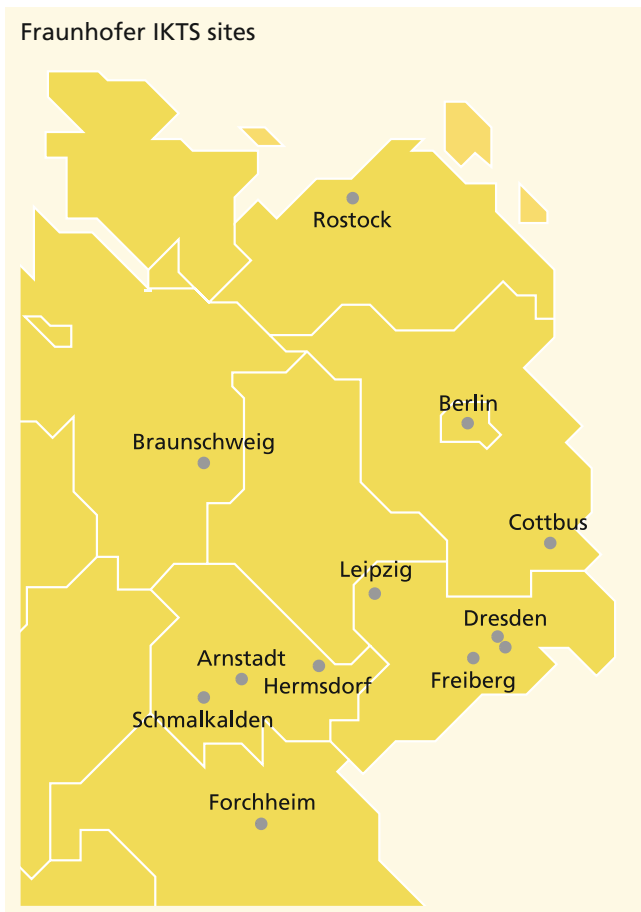 Fraunhofer IKTS sites
Rostock
Berlin
Braunschweig
Cottbus
Leipzig
Dresden
Arnstadt
Hermsdorf
Freiberg
Schmalkalden
Forchheim